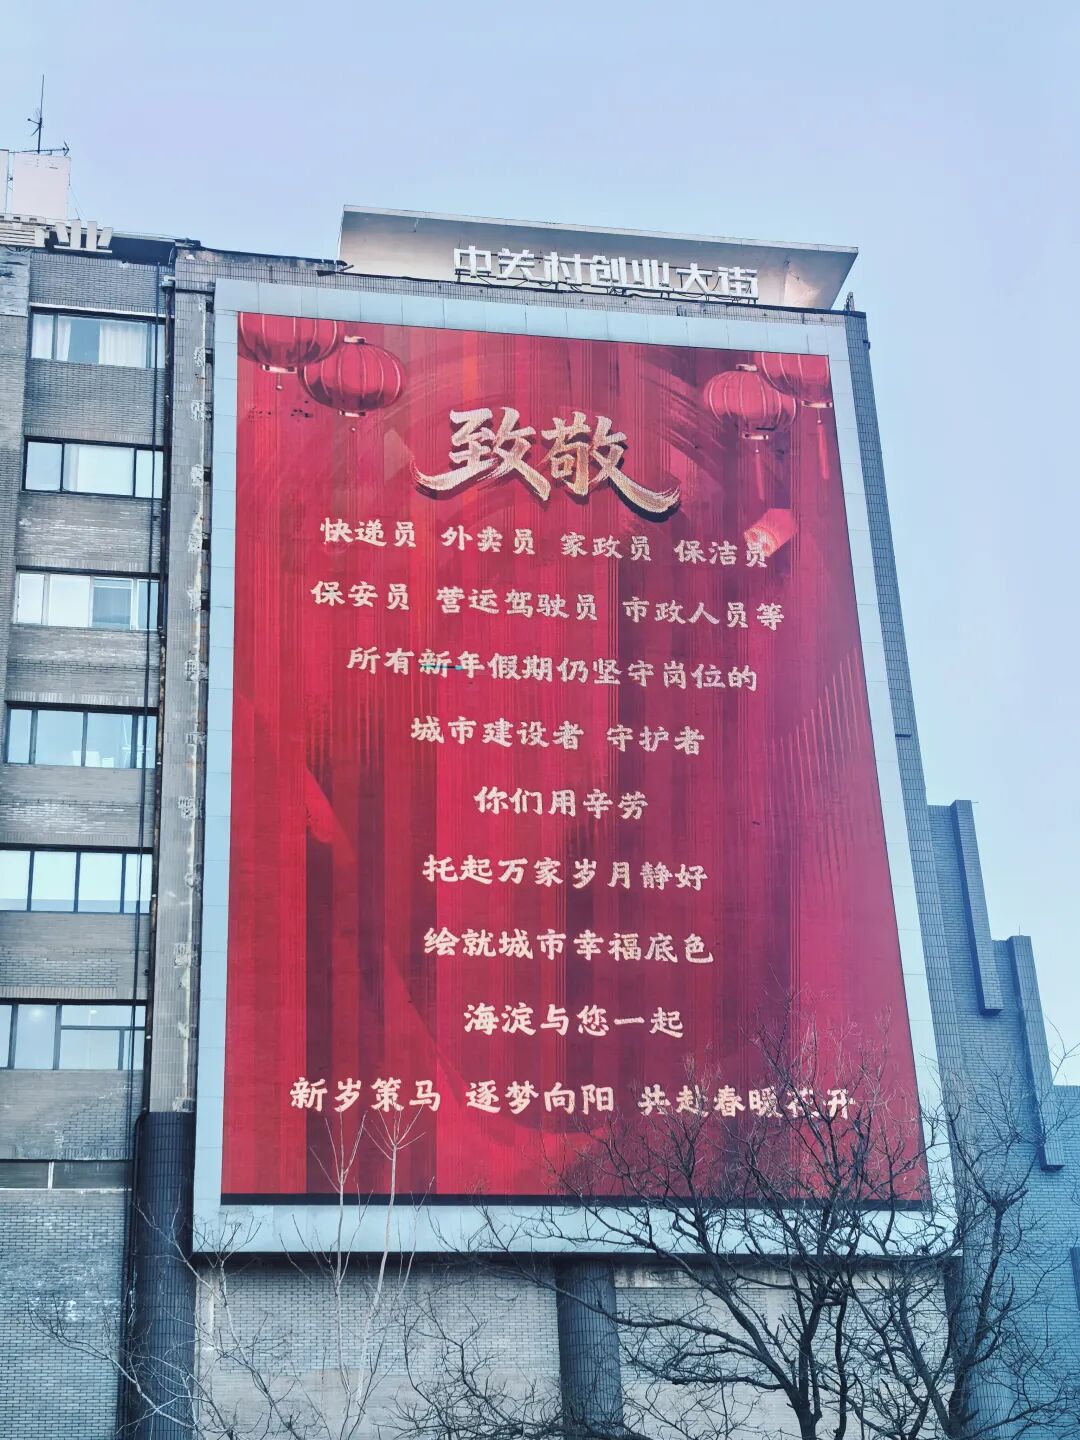 业
中关村创业大街
致敬
快递员 外卖员 家政员 保洁员
保安员 营运驾驶员 市政人员等
所有新年假期仍坚守岗位的
城市建设者 守护者
你们用辛劳
托起万家岁月静好
绘就城市幸福底色
海淀与您一起
新岁策马 逐梦向阳 共赴春暖花开